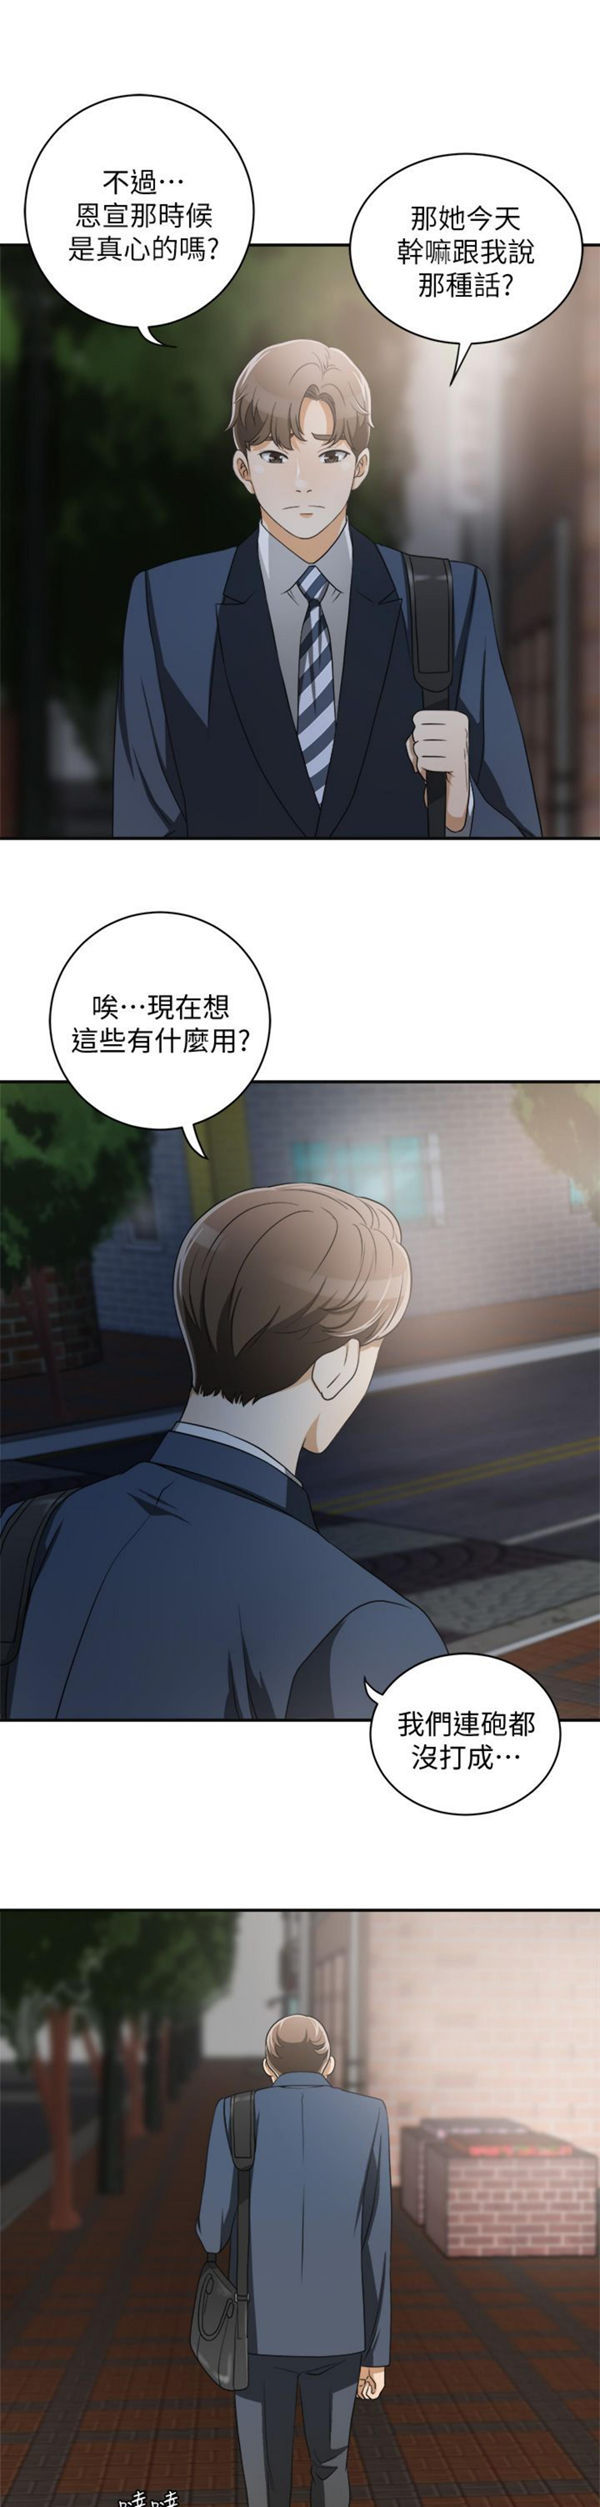 不過⋯
恩宣那時候
是真心的嗎?
那她今天
幹嘛跟我說
那種話?
唉⋯現在想
這些有什麼用?
我們連砲都
沒打成⋯
噠噠